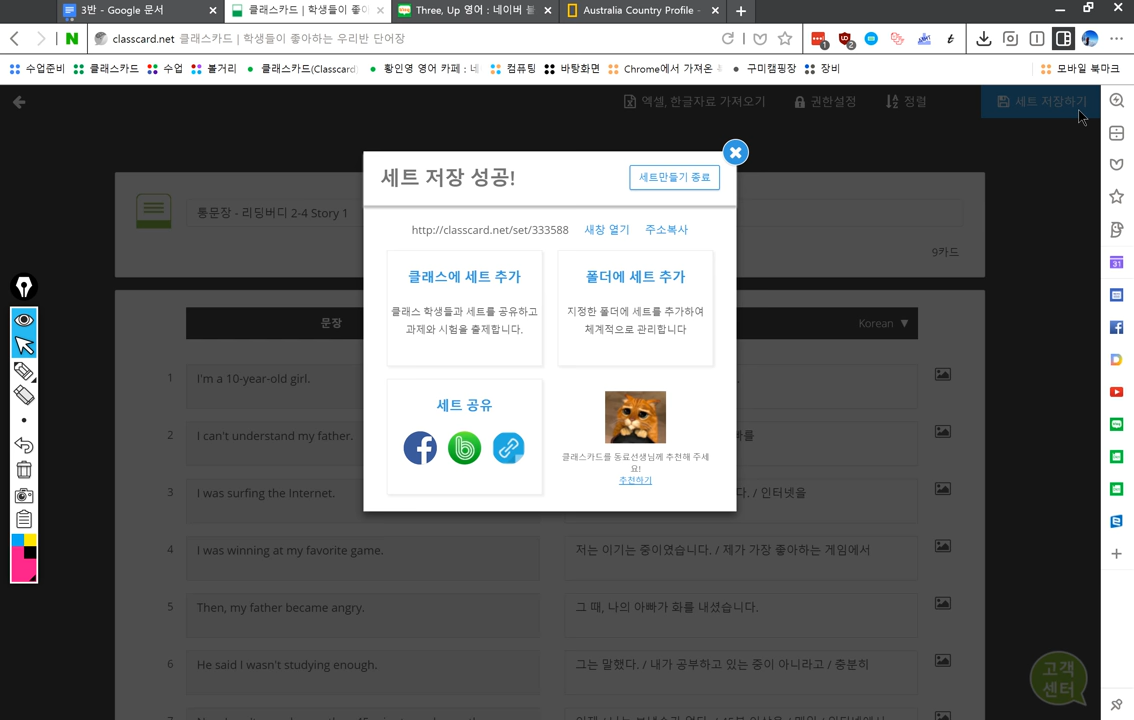 3반 - Google 문서
클래스카드 | 학생들이 좋아
Three, Up 영어 : 네이버 블
Australia Country Profile -
N
classcard.net 클래스카드 | 학생들이 좋아하는 우리반 단어장
1
2
t
수업준비
클래스카드
수업
볼거리
클래스카드(Classcard
황인영 영어 카페 : 네
컴퓨팅
바탕화면
Chrome에서 가져온
구미캠핑장
장비
모바일 북마크
엑셀, 한글자료 가져오기
권한설정
정렬
세트 저장하기
세트 저장 성공!
세트만들기 종료
통문장 - 리딩버디 2-4 Story 1
http://classcard.net/set/333588 새창 열기 주소복사
9카드
클래스에 세트 추가
클래스 학생들과 세트를 공유하고
과제와 시험을 출제합니다.
폴더에 세트 추가
지정한 폴더에 세트를 추가하여
체계적으로 관리합니다
문장
Korean ▼
세트 공유
클래스카드를 동료선생님께 추천해 주세
요!
추천하기
1 I'm a 10-year-old girl.
2 I can't understand my father.
빠를
3 I was surfing the Internet.
다. / 인터넷을
4 I was winning at my favorite game.
저는 이기는 중이였습니다. / 제가 가장 좋아하는 게임에서
5 Then, my father became angry.
그 때, 나의 아빠가 화를 내셨습니다.
6 He said I wasn't studying enough.
그는 말했다. / 내가 공부하고 있는 중이 아니라고 / 충분히
7
고객
센터
31